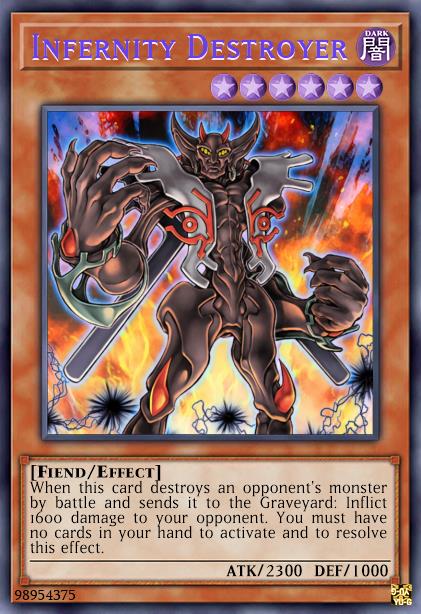 INFERNITY DESTROYER
DARK
闇
[FIEND/EFFECT]
When this card destroys an opponent's monster
by battle and sends it to the Graveyard: Inflict
1600 damage to your opponent. You must have
no cards in your hand to activate and to resolve
this effect.
ATK/2300 DEF/1000
98954375